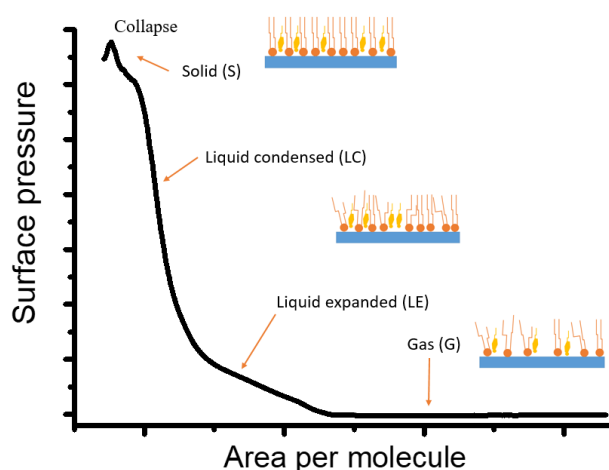 Collapse
Solid (S)
Liquid condensed (LC)
Liquid expanded (LE)
Gas (G)
Surface pressure
Area per molecule